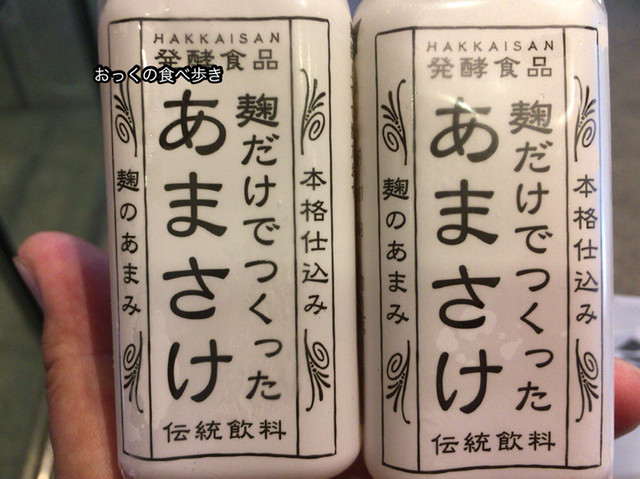 HAKKAISAN
発酵食品
本格仕込み
麹だけでつくった
あまさけ
麹のあまみ
伝統飲料
HAKKAISAN
発酵食品
本格仕込み
麹だけでつくった
あまさけ
麹のあまみ
伝統飲料
おっくの食べ歩き